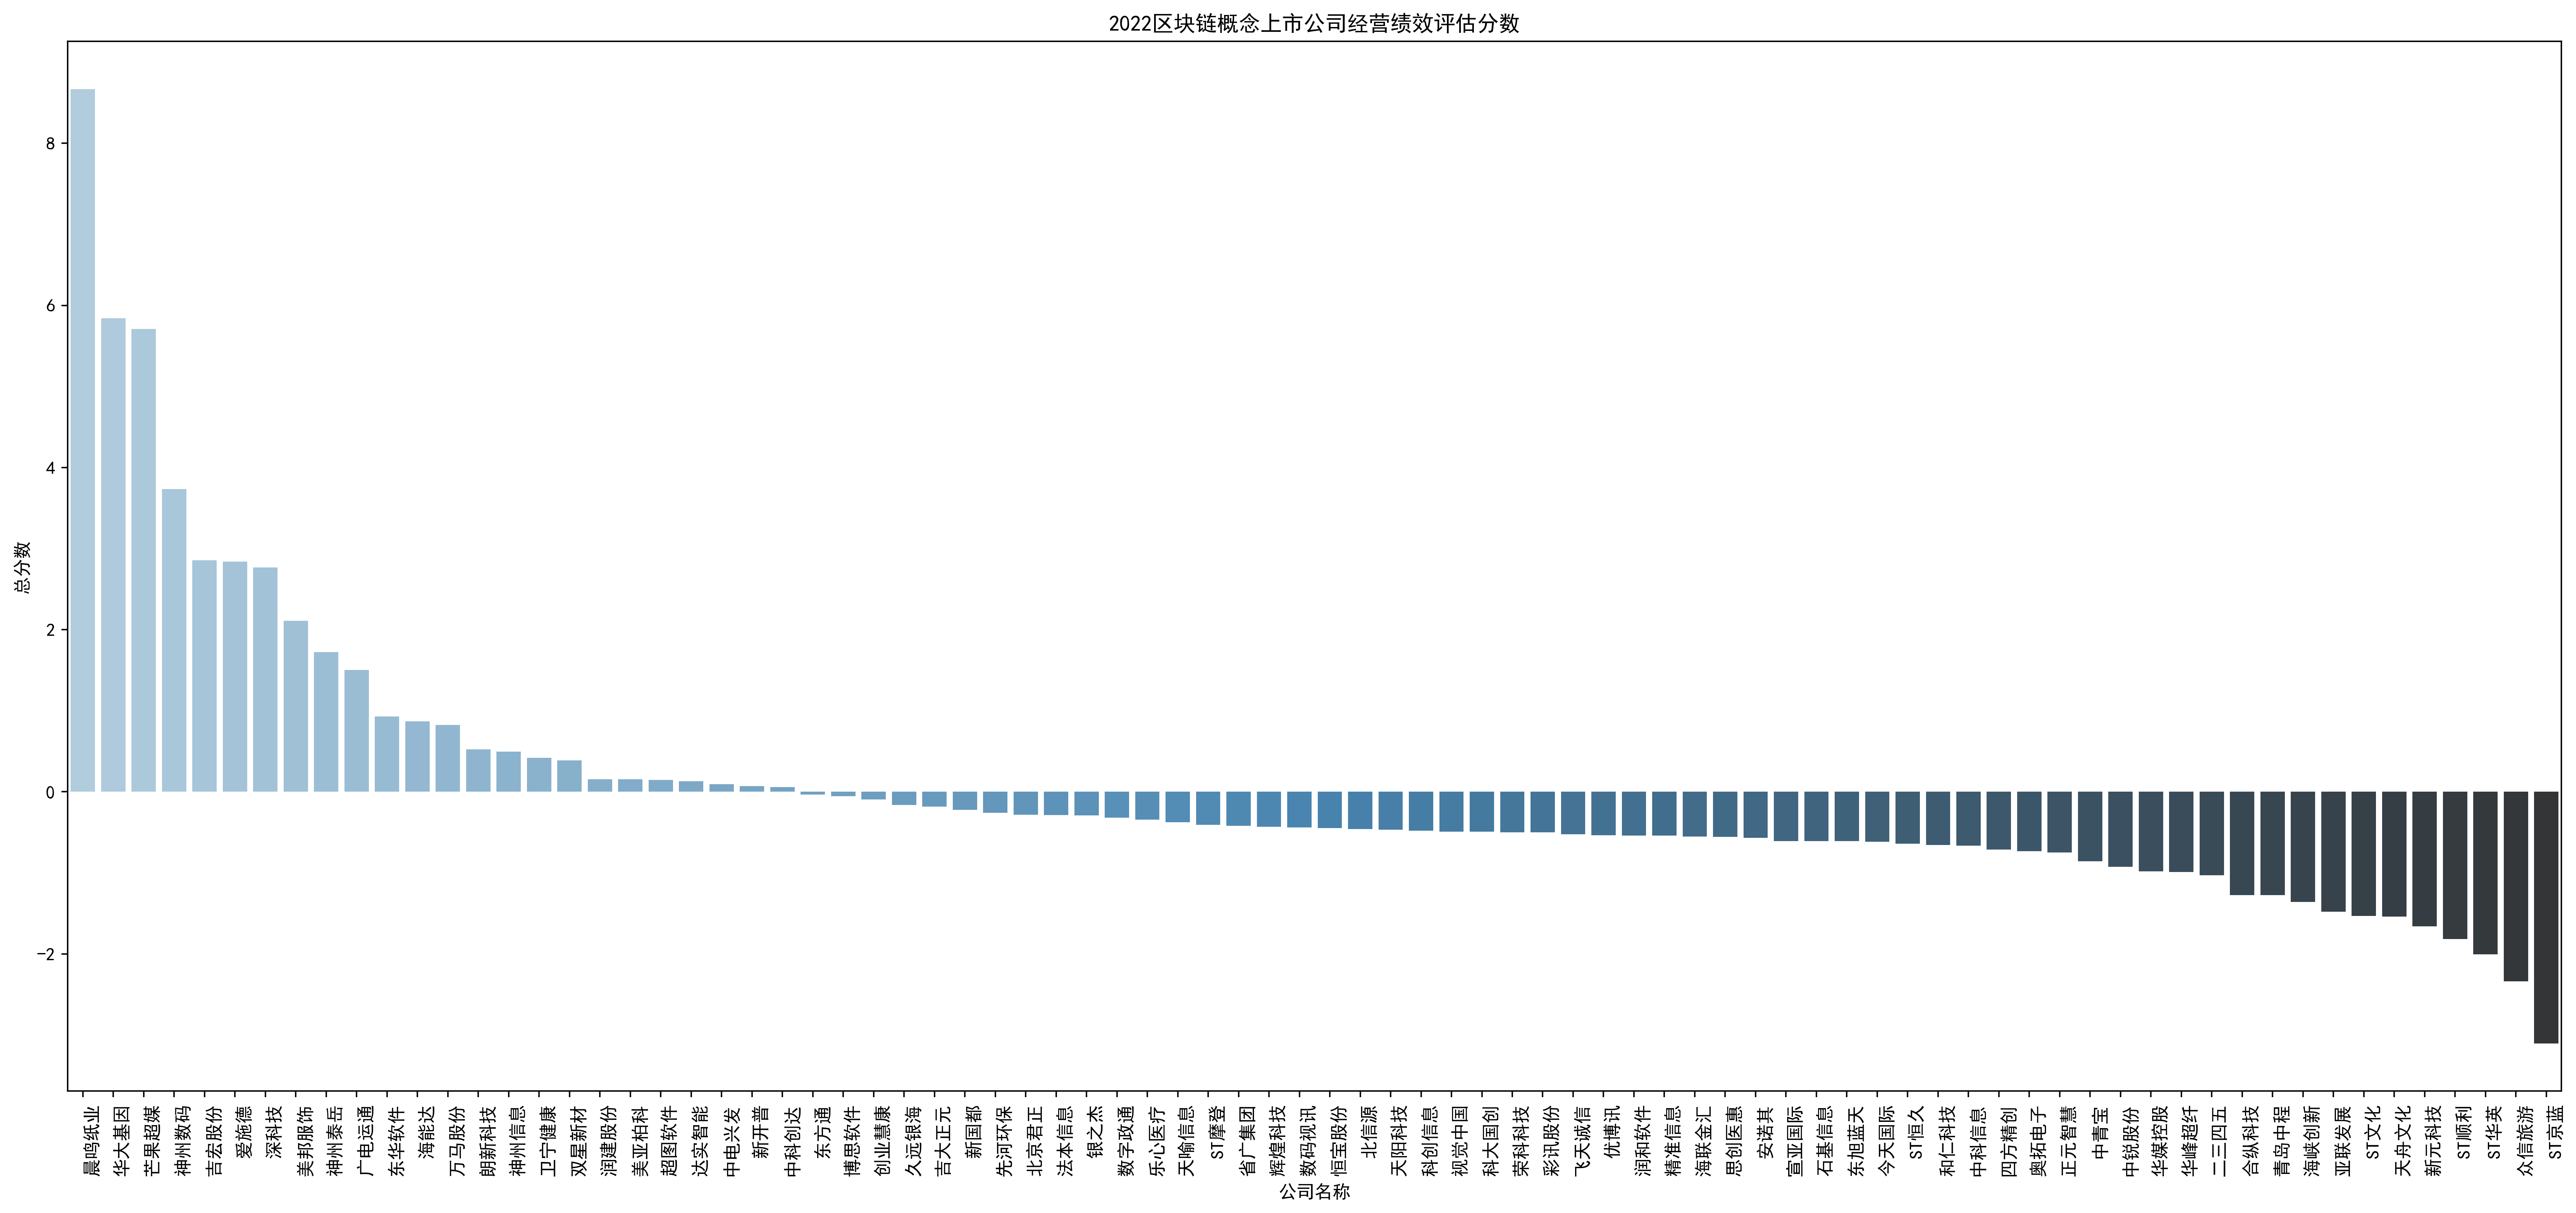 2022区块链概念上市公司经营绩效评估分数
总分数
8
6
4
2
0
−2
晨鸣纸业
华大基因
芒果超媒
神州数码
吉宏股份
爱施德
深科技
美邦服饰
神州泰岳
广电运通
东华软件
海能达
万马股份
朗新科技
神州信息
卫宁健康
双星新材
润建股份
美亚柏科
超图软件
达实智能
中电兴发
新开普
中科创达
东方通
博思软件
创业慧康
久远银海
吉大正元
新国都
先河环保
北京君正
法本信息
银之杰
数字政通
乐心医疗
天喻信息
ST摩登
省广集团
辉煌科技
数码视讯
恒宝股份
北信源
天阳科技
科创信息
视觉中国
科大国创
荣科科技
彩讯股份
飞天诚信
优博讯
润和软件
精准信息
海联金汇
思创医惠
安诺其
宣亚国际
石基信息
东旭蓝天
今天国际
ST恒久
和仁科技
中科信息
四方精创
奥拓电子
正元智慧
中青宝
中锐股份
华媒控股
华峰超纤
二三四五
合纵科技
青岛中程
海峡创新
亚联发展
ST文化
天舟文化
新元科技
ST顺利
ST华英
众信旅游
ST京蓝
公司名称